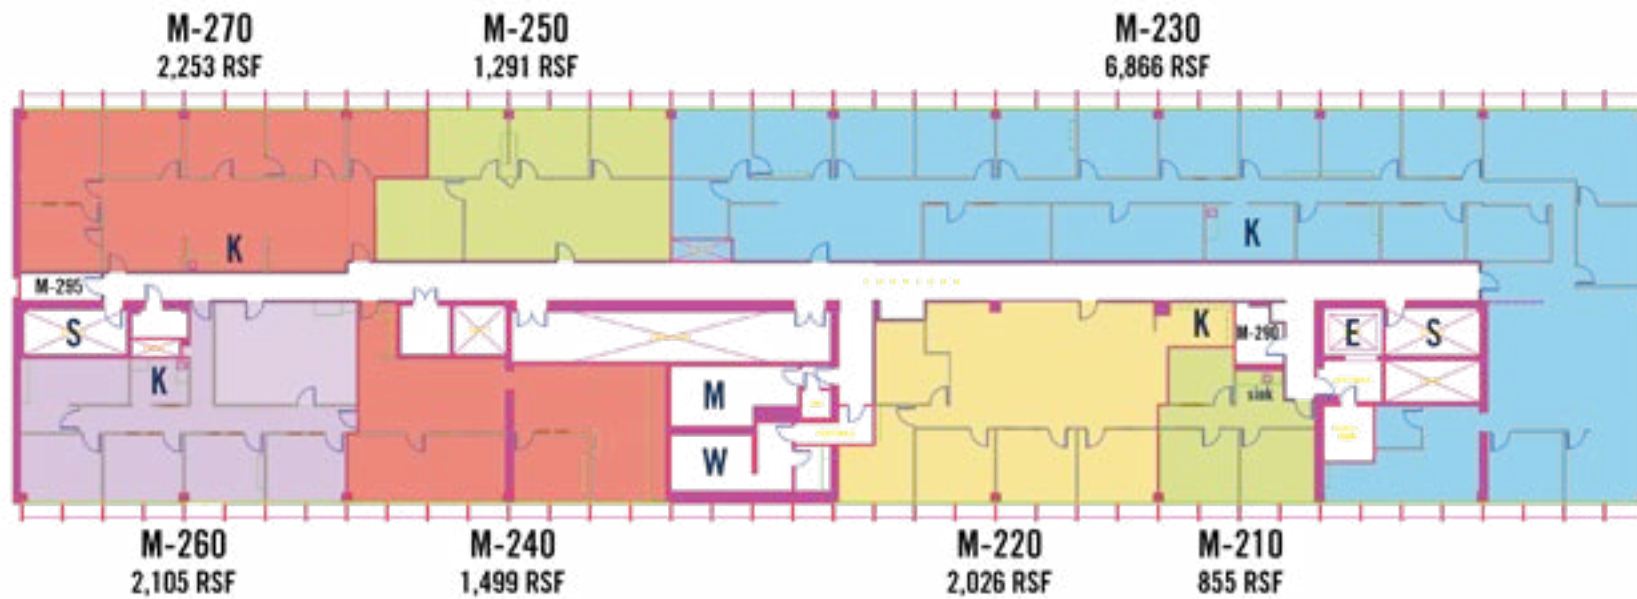 M-270
2,253 RSF
M-250
1,291 RSF
M-230
6,866 RSF
K
K
M-295
S
K
M
W
K
M-290
sink
E
S
M-260
2,105 RSF
M-240
1,499 RSF
M-220
2,026 RSF
M-210
855 RSF